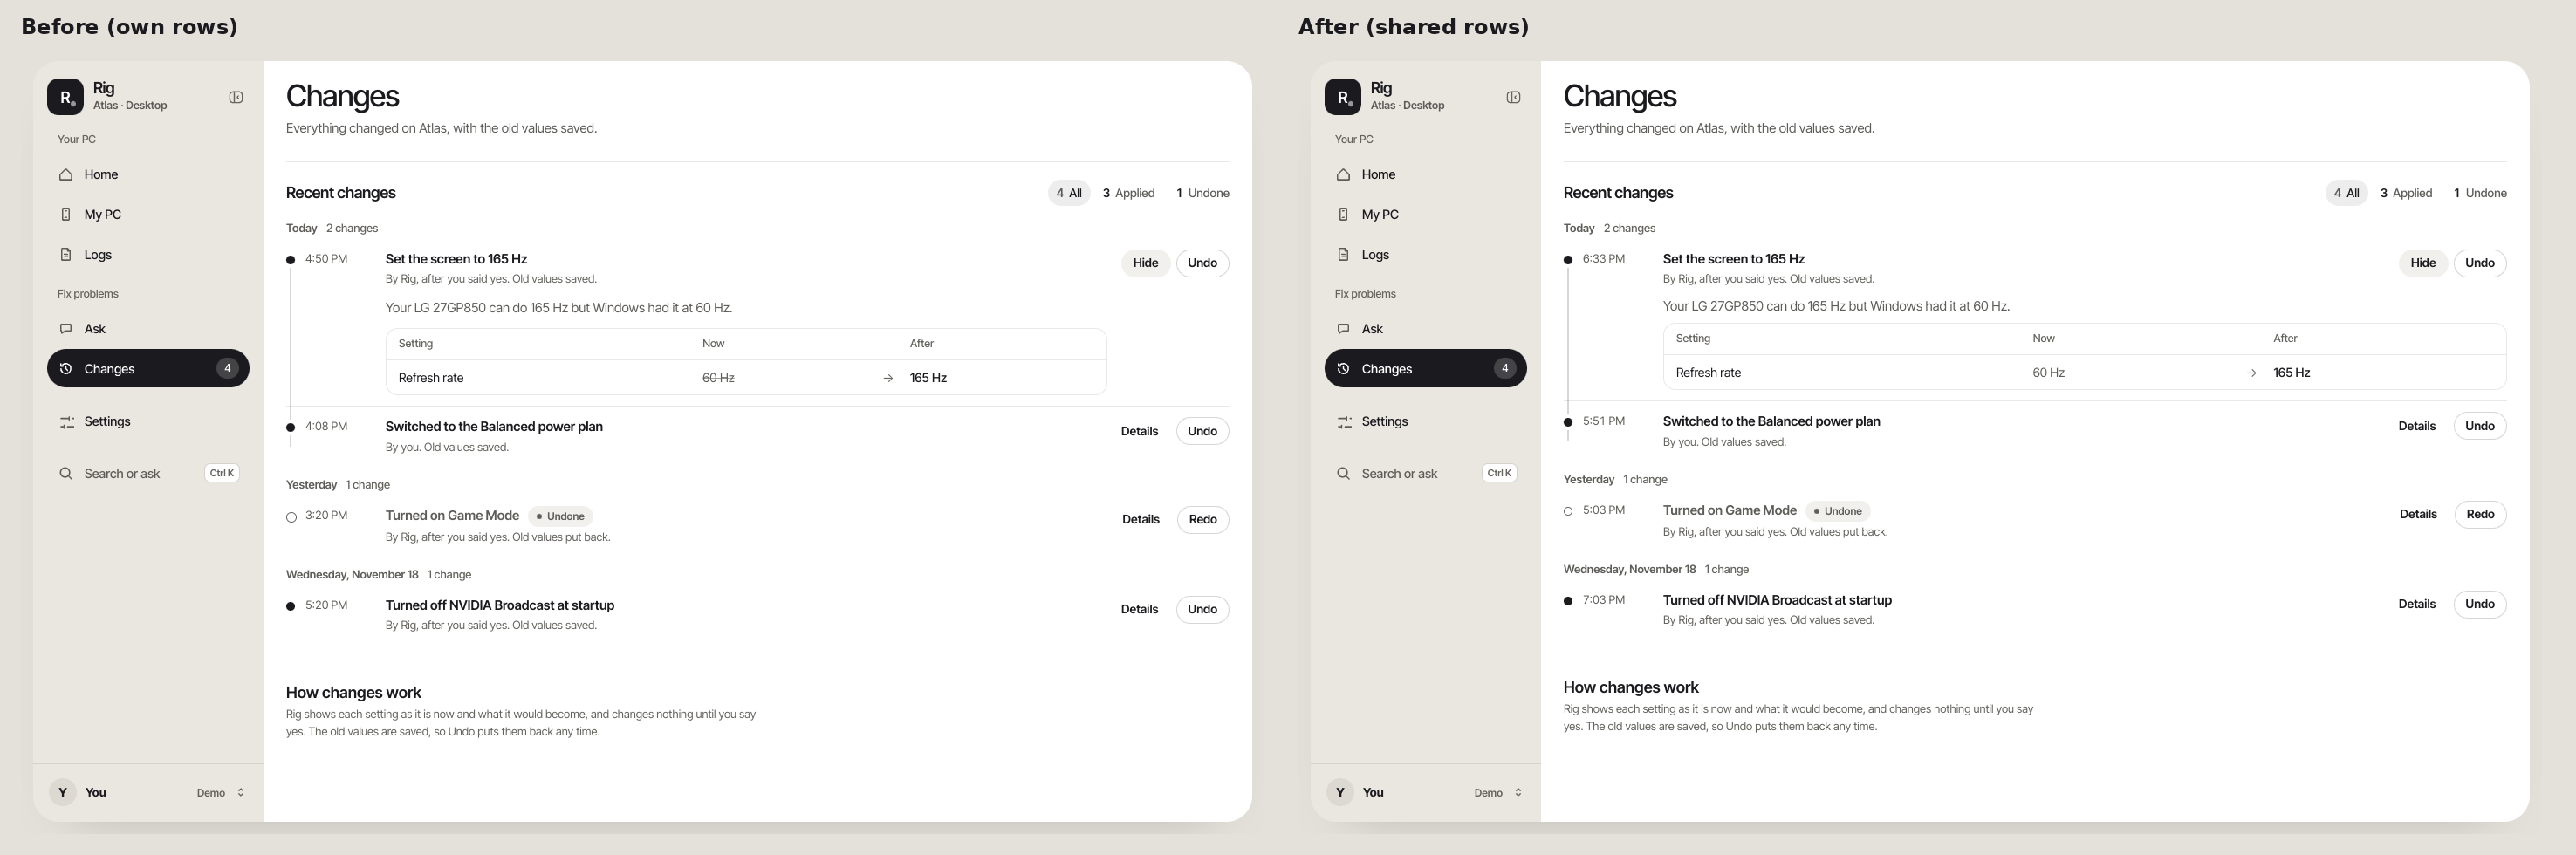 Before (own rows)
R.
Rig
Atlas · Desktop
Your PC
Home
My PC
Logs
Fix problems
Ask
Changes 4
Settings
Search or ask Ctrl K
Y You Demo
Changes
Everything changed on Atlas, with the old values saved.
Recent changes 4 All 3 Applied 1 Undone
Today 2 changes
4:50 PM Set the screen to 165 Hz Hide Undo
By Rig, after you said yes. Old values saved.
Your LG 27GP850 can do 165 Hz but Windows had it at 60 Hz.
Setting Now After
Refresh rate 60 Hz → 165 Hz
4:08 PM Switched to the Balanced power plan Details Undo
By you. Old values saved.
Yesterday 1 change
3:20 PM Turned on Game Mode Undone Details Redo
By Rig, after you said yes. Old values put back.
Wednesday, November 18 1 change
5:20 PM Turned off NVIDIA Broadcast at startup Details Undo
By Rig, after you said yes. Old values saved.
How changes work
Rig shows each setting as it is now and what it would become, and changes nothing until you say
yes. The old values are saved, so Undo puts them back any time.
After (shared rows)
R.
Rig
Atlas · Desktop
Your PC
Home
My PC
Logs
Fix problems
Ask
Changes 4
Settings
Search or ask Ctrl K
Y You Demo
Changes
Everything changed on Atlas, with the old values saved.
Recent changes 4 All 3 Applied 1 Undone
Today 2 changes
6:33 PM Set the screen to 165 Hz Hide Undo
By Rig, after you said yes. Old values saved.
Your LG 27GP850 can do 165 Hz but Windows had it at 60 Hz.
Setting Now After
Refresh rate 60 Hz → 165 Hz
5:51 PM Switched to the Balanced power plan Details Undo
By you. Old values saved.
Yesterday 1 change
5:03 PM Turned on Game Mode Undone Details Redo
By Rig, after you said yes. Old values put back.
Wednesday, November 18 1 change
7:03 PM Turned off NVIDIA Broadcast at startup Details Undo
By Rig, after you said yes. Old values saved.
How changes work
Rig shows each setting as it is now and what it would become, and changes nothing until you say
yes. The old values are saved, so Undo puts them back any time.